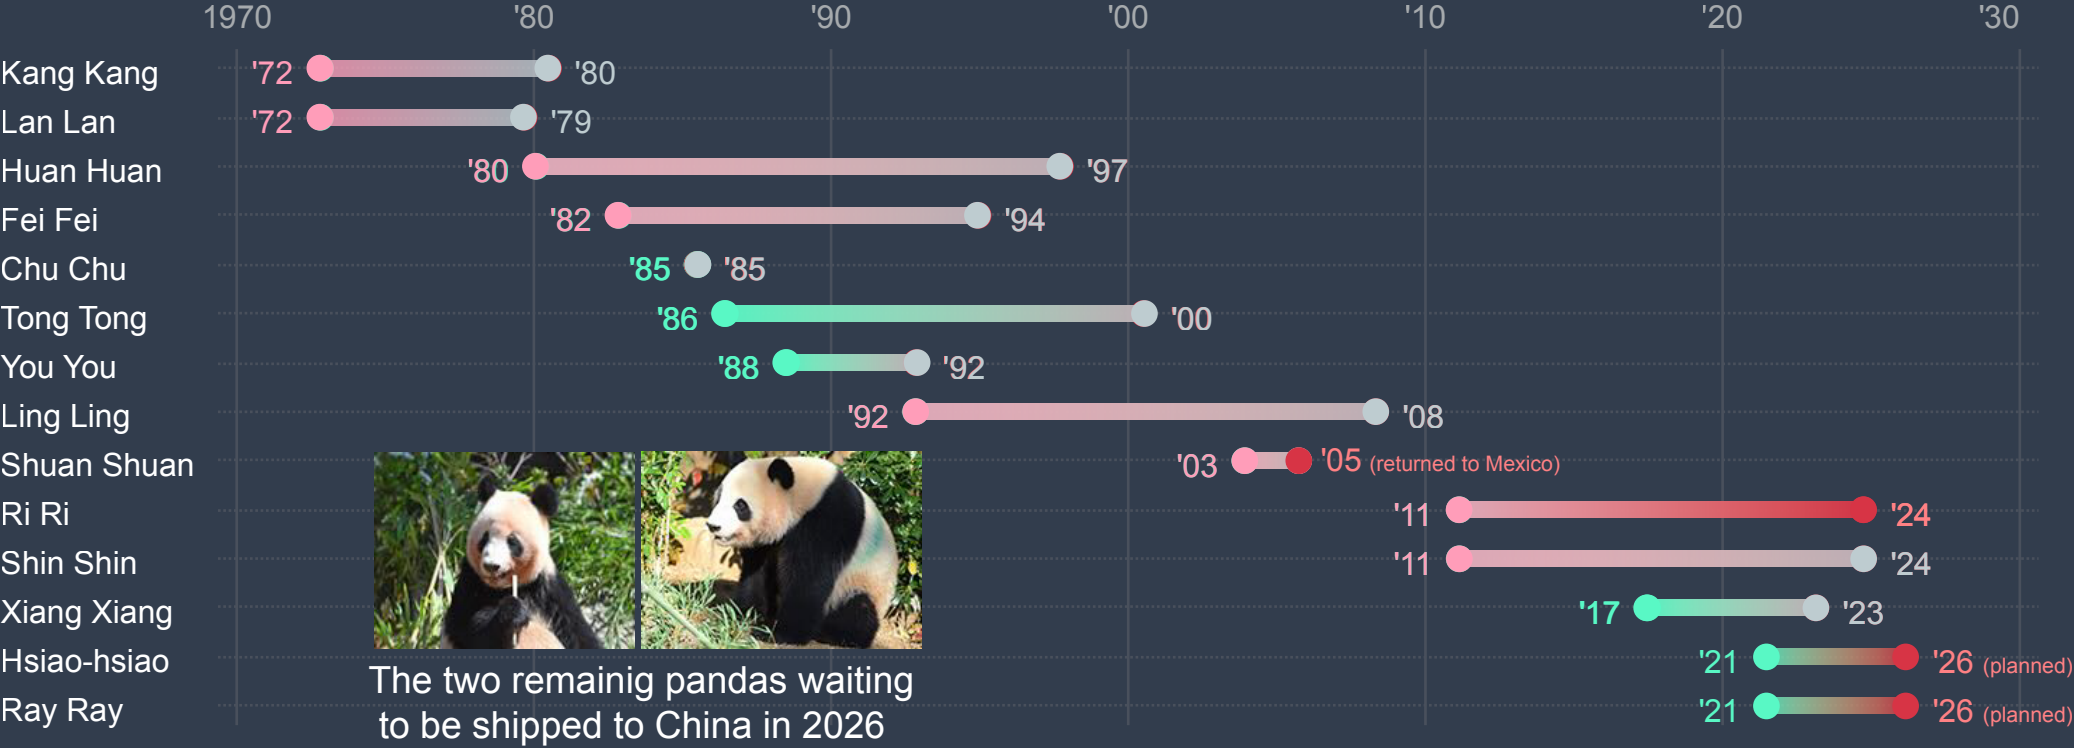 1970 '80 '90 '00 '10 '20 '30
Kang Kang '72 '80
Lan Lan '72 '79
Huan Huan '80 '97
Fei Fei '82 '94
Chu Chu '85 '85
Tong Tong '86 '00
You You '88 '92
Ling Ling '92 '08
Shuan Shuan '03 '05 (returned to Mexico)
Ri Ri '11 '24
Shin Shin '11 '24
Xiang Xiang '17 '23
Hsiao-hsiao '21 '26 (planned)
Ray Ray '21 '26 (planned)
The two remainig pandas waiting
to be shipped to China in 2026